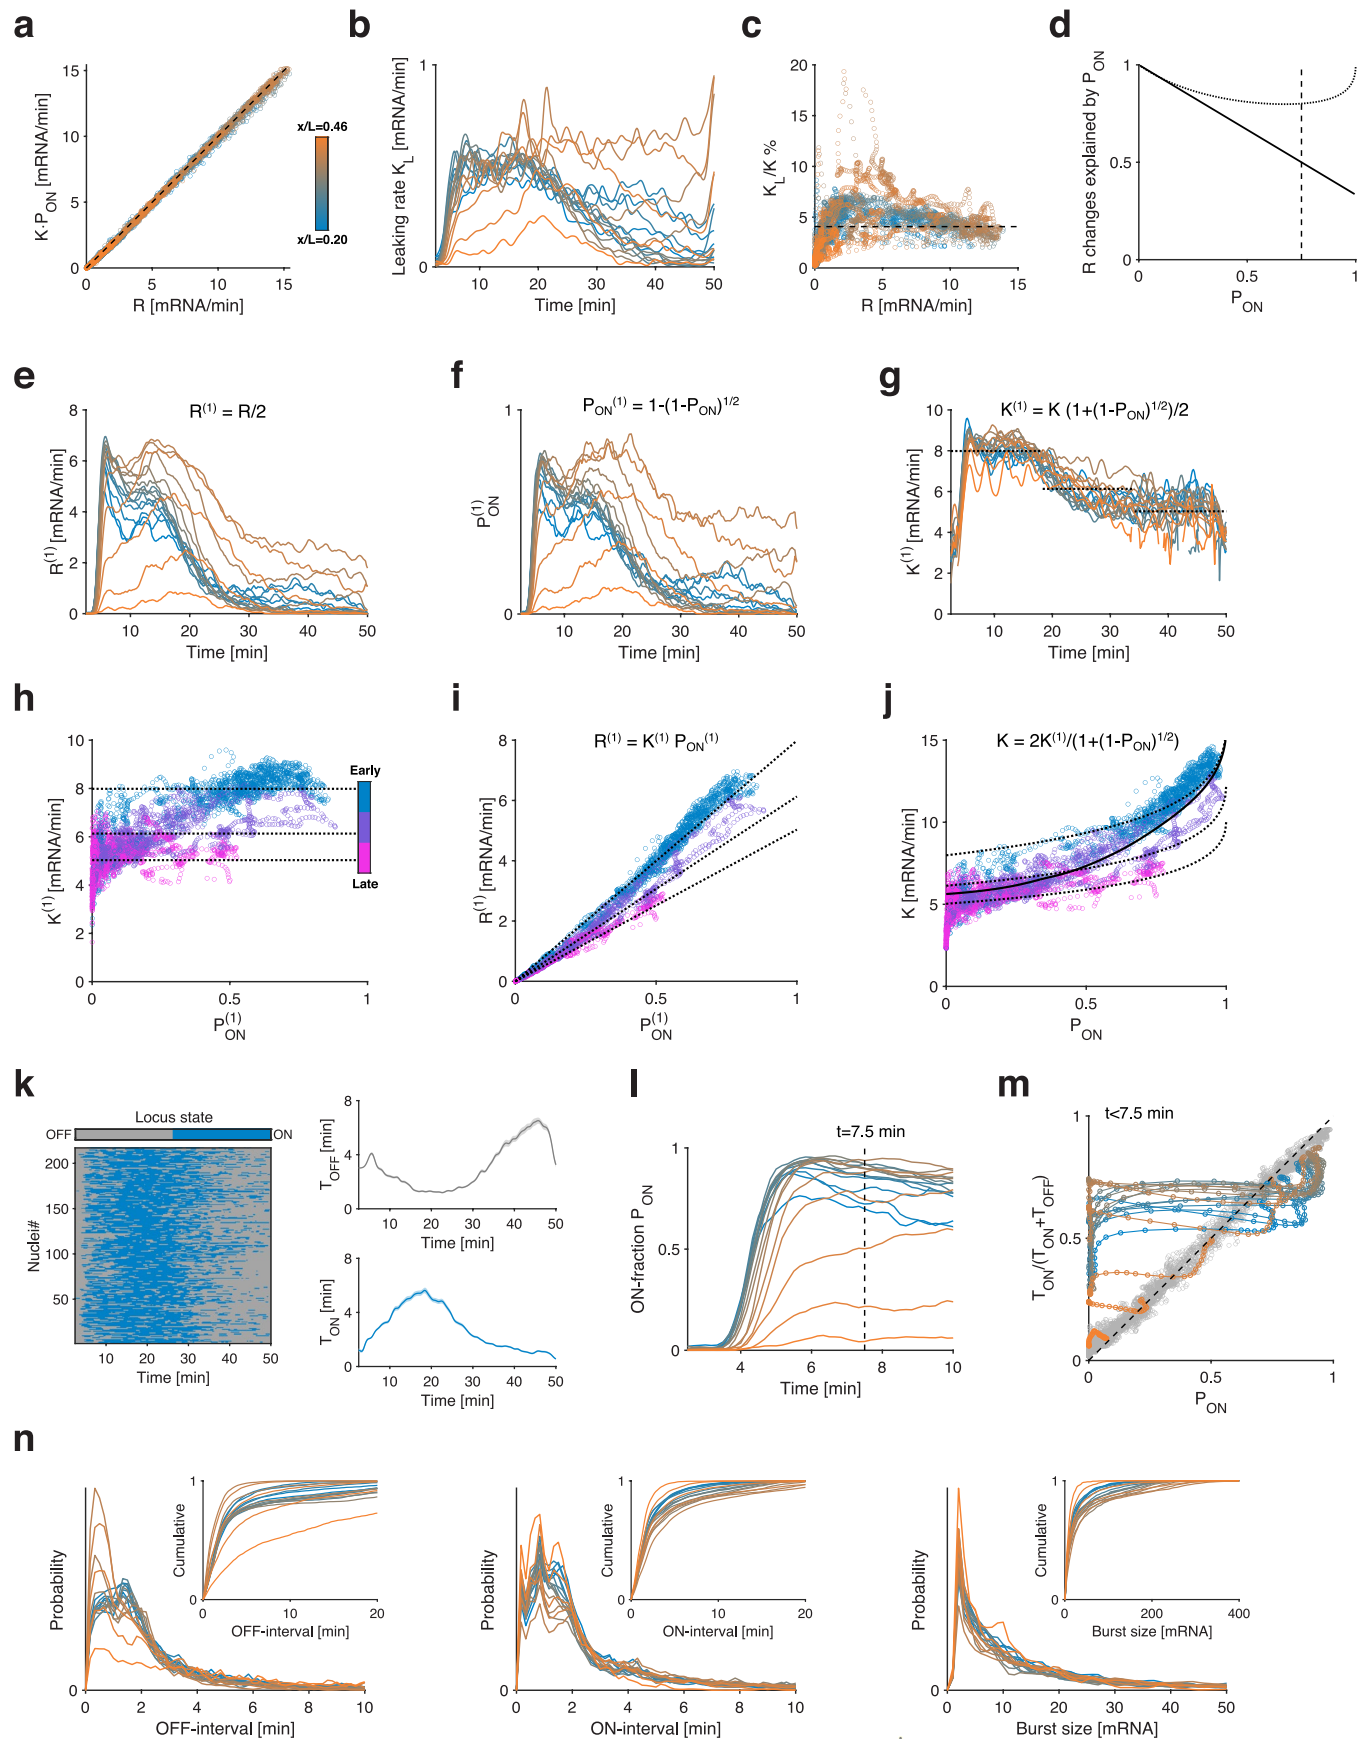 a
K·P_ON [mRNA/min]
15
10
5
0
0
5
10
15
R [mRNA/min]
x/L=0.46
x/L=0.20
b
Leaking rate K_L [mRNA/min]
1
0
10
20
30
40
50
Time [min]
c
K_L/K %
20
15
10
5
0
0
5
10
15
R [mRNA/min]
d
R changes explained by P_ON
1
0.5
0
0
0.5
1
P_ON
e
R^(1) = R/2
R^(1) [mRNA/min]
8
6
4
2
0
10
20
30
40
50
Time [min]
f
P_ON^(1) = 1-(1-P_ON)^1/2
P_ON^(1)
1
0
10
20
30
40
50
Time [min]
g
K^(1) = K (1+(1-P_ON)^1/2)/2
K^(1) [mRNA/min]
10
8
6
4
2
0
10
20
30
40
50
Time [min]
h
K^(1) [mRNA/min]
10
8
6
4
2
0
0
0.5
1
P_ON^(1)
Early
Late
i
R^(1) = K^(1) P_ON^(1)
R^(1) [mRNA/min]
8
6
4
2
0
0
0.5
1
P_ON^(1)
j
K = 2K^(1)/(1+(1-P_ON)^1/2)
K [mRNA/min]
15
10
5
0
0
0.5
1
P_ON
k
Locus state
OFF
ON
Nuclei#
200
150
100
50
10
20
30
40
50
Time [min]
T_OFF [min]
8
4
0
10
20
30
40
50
Time [min]
T_ON [min]
8
4
0
10
20
30
40
50
Time [min]
l
t=7.5 min
ON-fraction P_ON
1
0.5
0
4
6
8
10
Time [min]
m
t<7.5 min
T_ON/(T_ON+T_OFF)
1
0.5
0
0
0.5
1
P_ON
n
Probability
0
0
2
4
6
8
10
OFF-interval [min]
Cumulative
1
0
0
10
20
OFF-interval [min]
Probability
0
0
2
4
6
8
10
ON-interval [min]
Cumulative
1
0
0
10
20
ON-interval [min]
Probability
0
0
10
20
30
40
50
Burst size [mRNA]
Cumulative
1
0
0
200
400
Burst size [mRNA]